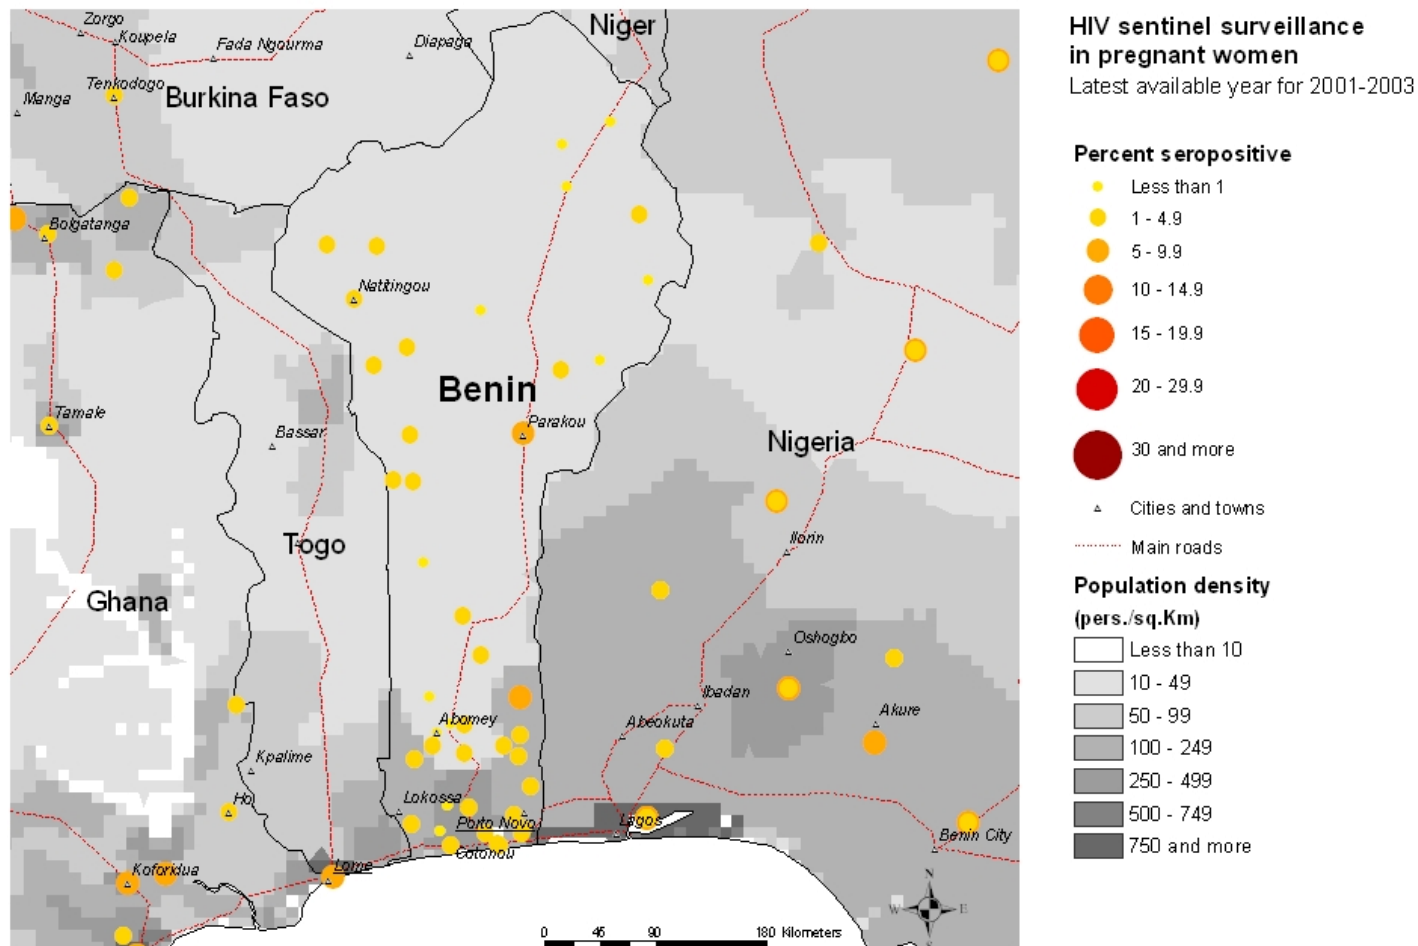 Zorgo
Koupela
Fada Ngourma
Diapaga
Niger
Tenkodogo
Manga
Burkina Faso
Bolgatanga
Natitingou
Benin
Tamale
Bassar
Parakou
Nigeria
Togo
Ilorin
Ghana
Oshogbo
Ibadan
Abomey
Abeokuta
Akure
Kpalime
Ho
Lokossa
Porto Novo
Lagos
Cotonou
Benin City
Koforidua
Lome
N
W E
S
0 45 90 180 Kilometers
HIV sentinel surveillance
in pregnant women
Latest available year for 2001-2003
Percent seropositive
Less than 1
1 - 4.9
5 - 9.9
10 - 14.9
15 - 19.9
20 - 29.9
30 and more
Cities and towns
Main roads
Population density
(pers./sq.Km)
Less than 10
10 - 49
50 - 99
100 - 249
250 - 499
500 - 749
750 and more